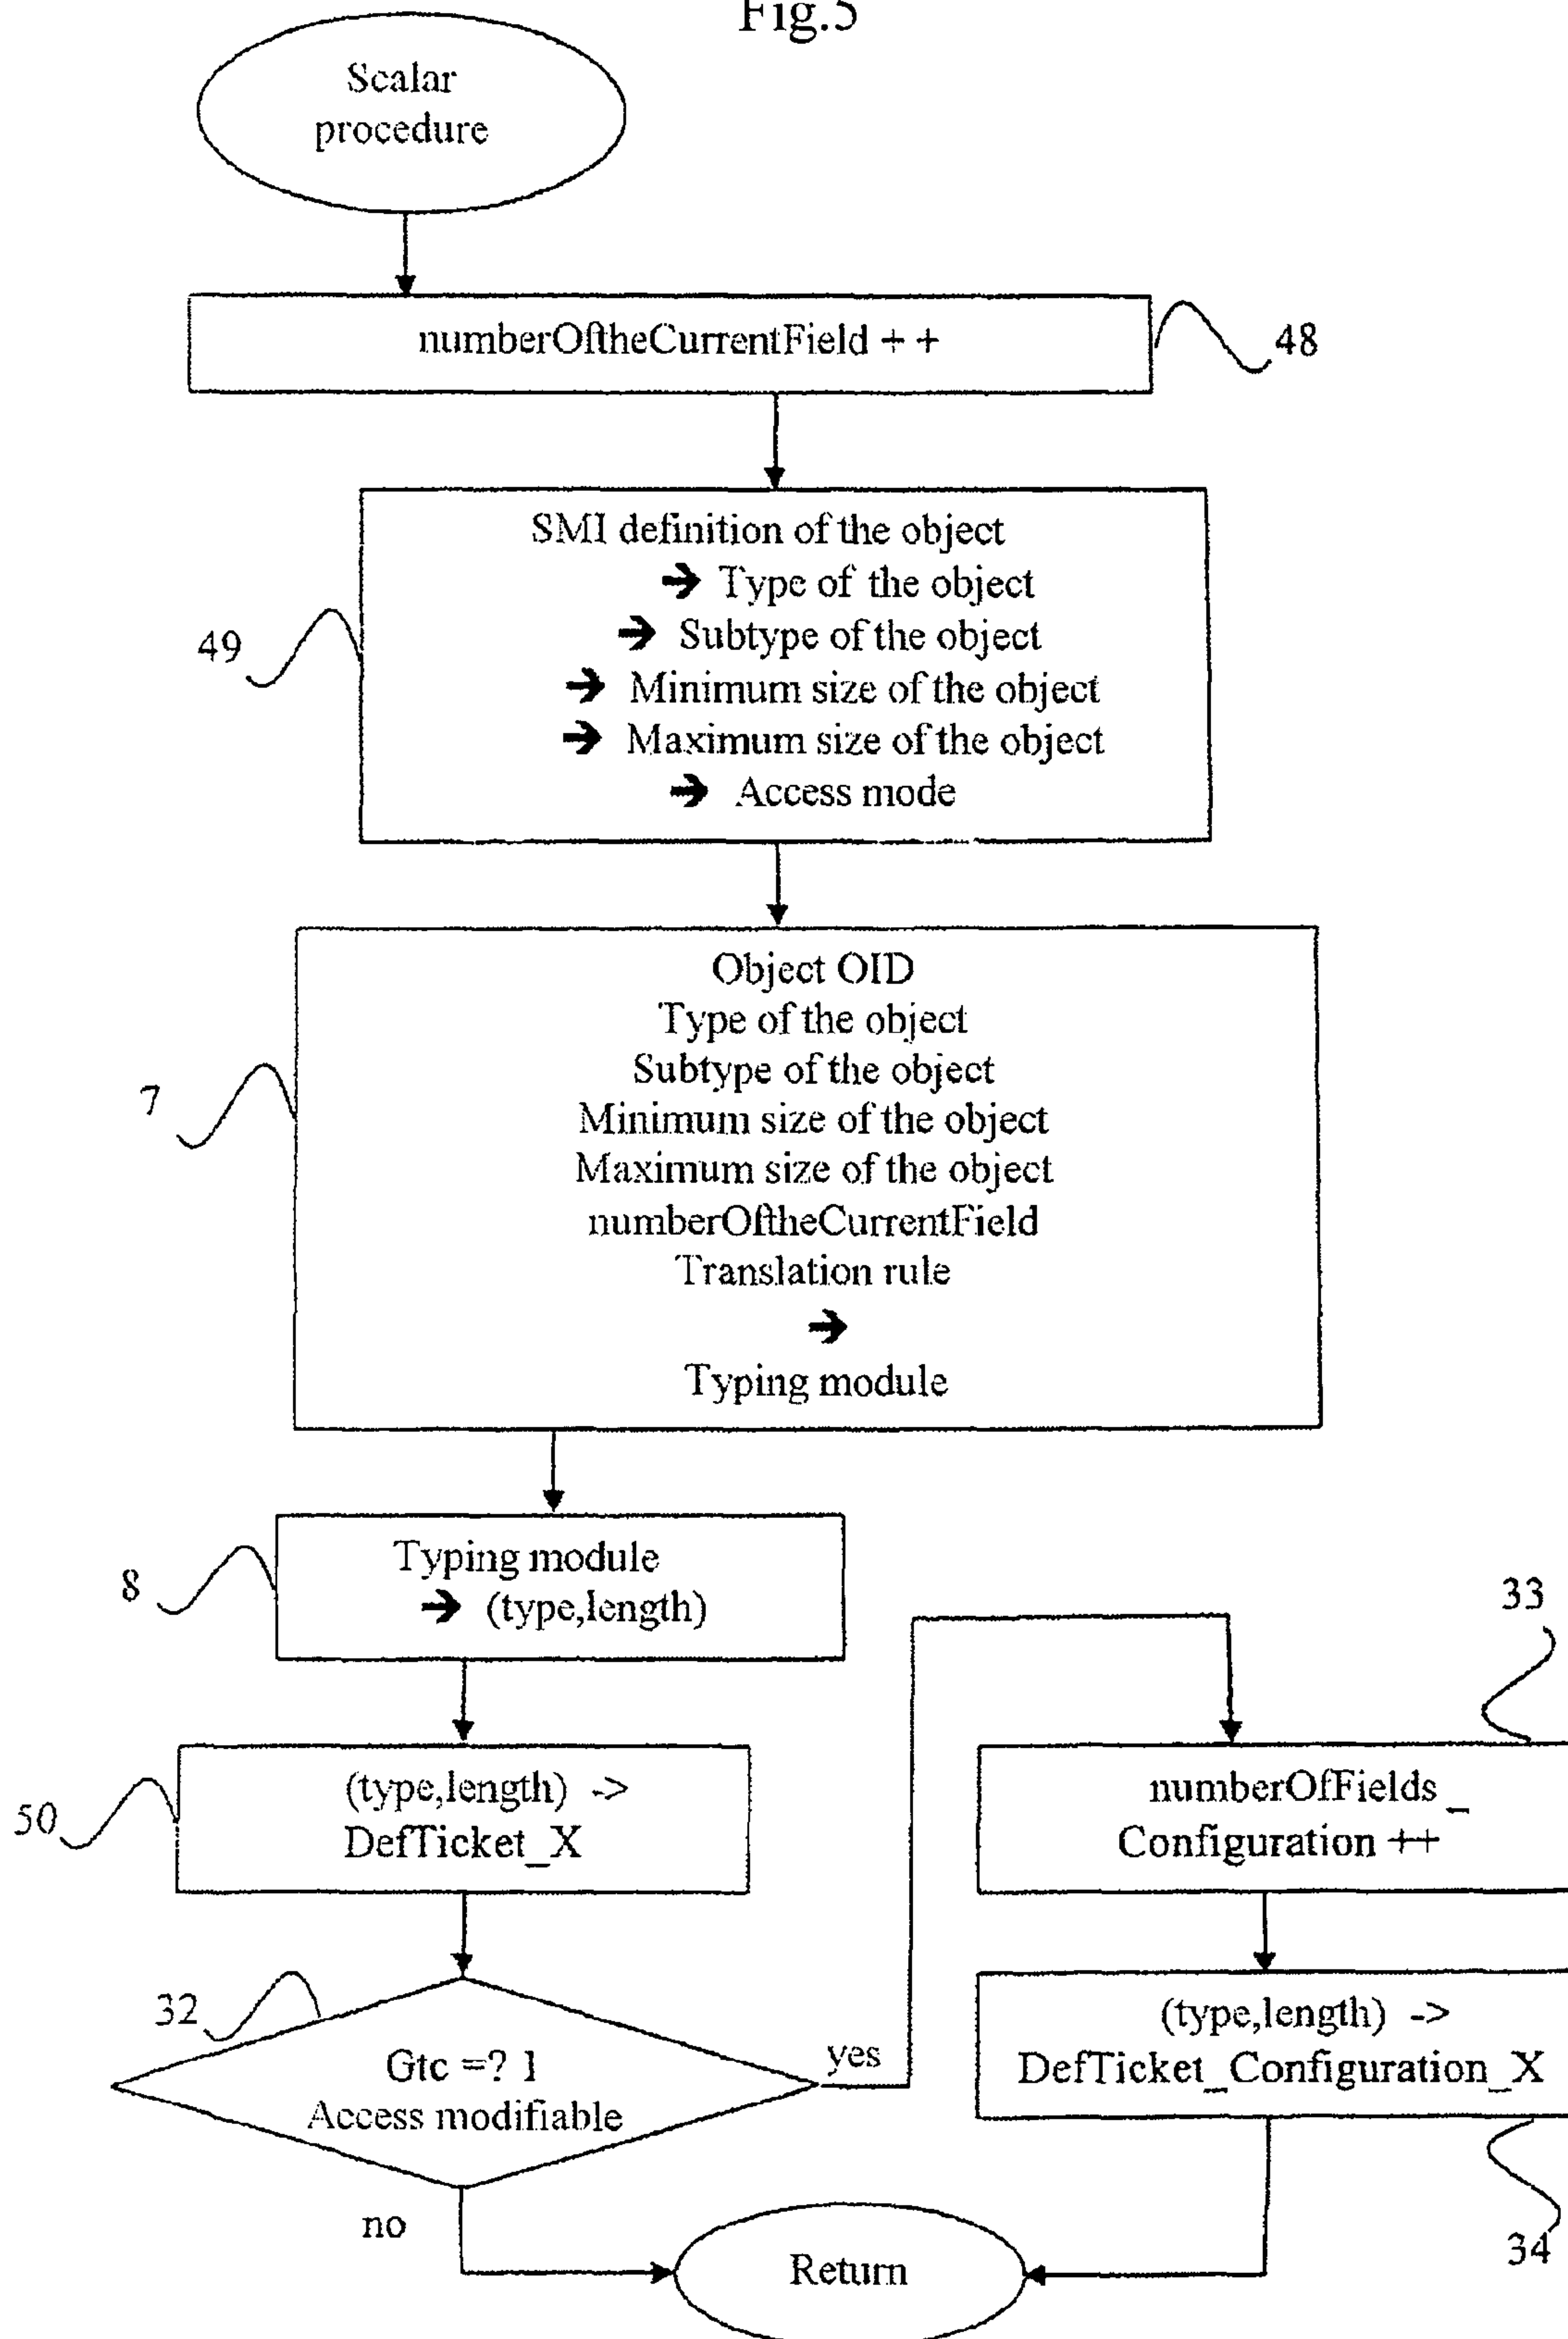 Fig.5
Scalar
procedure
numberOftheCurrentField + +
48
SMI definition of the object
➔ Type of the object
➔ Subtype of the object
➔ Minimum size of the object
➔ Maximum size of the object
➔ Access mode
49
Object OID
Type of the object
Subtype of the object
Minimum size of the object
Maximum size of the object
numberOftheCurrentField
Translation rule
➔
Typing module
7
Typing module
➔ (type,length)
8
(type,length) ->
DefTicket_X
50
32
Gtc =? 1
Access modifiable
yes
no
33
numberOfFields_
Configuration ++
(type,length) ->
DefTicket_Configuration_X
34
Return